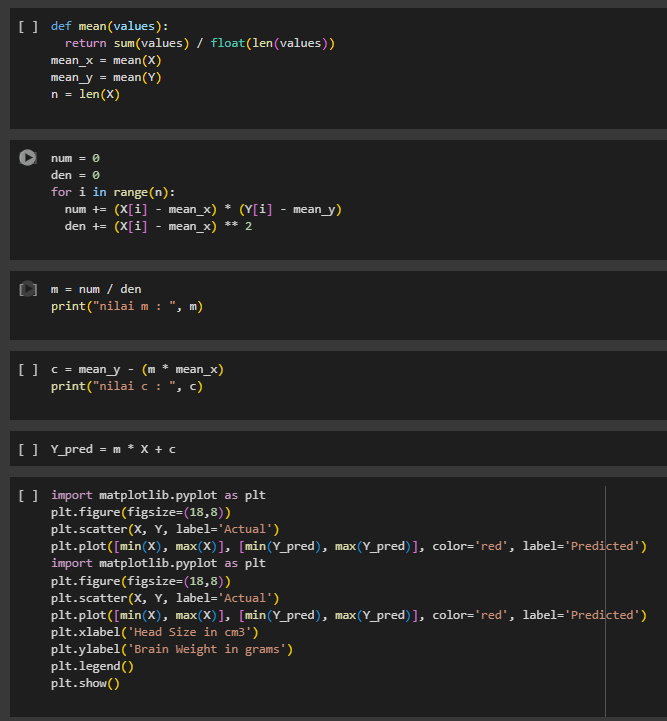 [ ] def mean(values):
return sum(values) / float(len(values))
mean_x = mean(X)
mean_y = mean(Y)
n = len(X)
num = 0
den = 0
for i in range(n):
num += (X[i] - mean_x) * (Y[i] - mean_y)
den += (X[i] - mean_x) ** 2
[ ] m = num / den
print("nilai m : ", m)
[ ] c = mean_y - (m * mean_x)
print("nilai c : ", c)
[ ] Y_pred = m * X + c
[ ] import matplotlib.pyplot as plt
plt.figure(figsize=(18,8))
plt.scatter(X, Y, label='Actual')
plt.plot([min(X), max(X)], [min(Y_pred), max(Y_pred)], color='red', label='Predicted')
import matplotlib.pyplot as plt
plt.figure(figsize=(18,8))
plt.scatter(X, Y, label='Actual')
plt.plot([min(X), max(X)], [min(Y_pred), max(Y_pred)], color='red', label='Predicted')
plt.xlabel('Head Size in cm3')
plt.ylabel('Brain Weight in grams')
plt.legend()
plt.show()